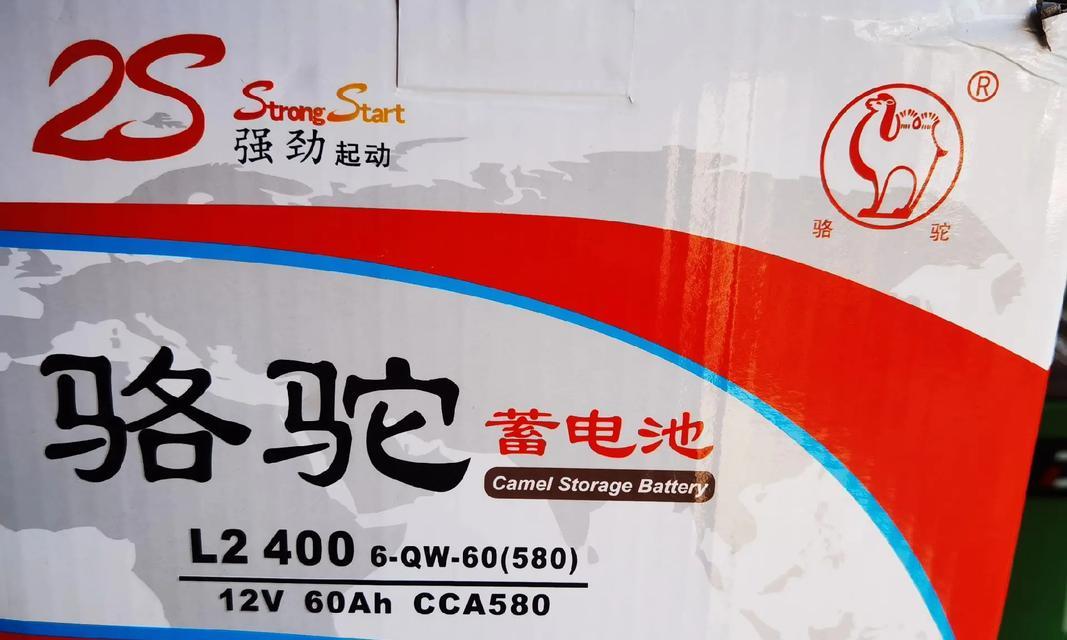 2S
Strong Start
强劲起动
®
骆 驼
骆驼
蓄电池
Camel Storage Battery
L2 400 6-QW-60(580)
12V 60Ah CCA580